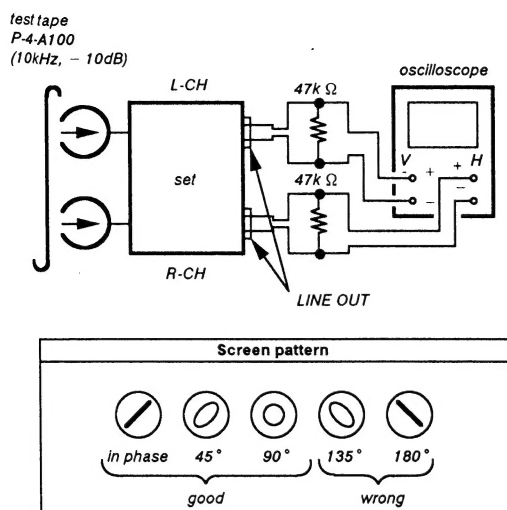 test tape
P-4-A100
(10kHz, − 10dB)
L-CH
47k Ω
oscilloscope
V
H
-
+
+
−
−
set
47k Ω
R-CH
LINE OUT
Screen pattern
in phase 45° 90° 135° 180°
good wrong